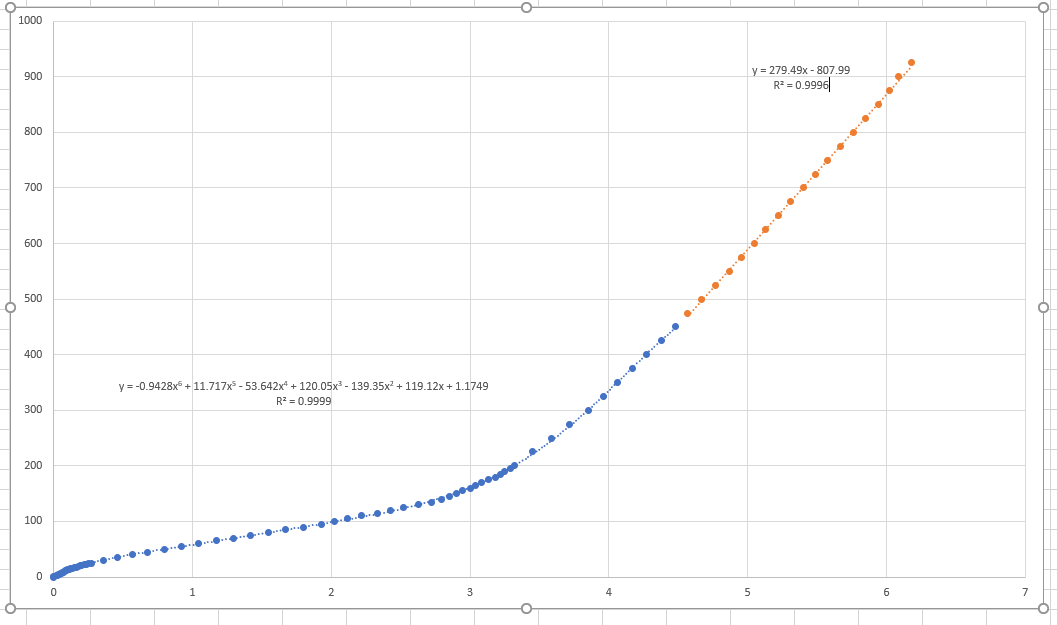 1000
900
y = 279.49x - 807.99
R² = 0.9996
800
700
600
500
400
y = -0.9428x⁶ + 11.717x⁵ - 53.642x⁴ + 120.05x³ - 139.35x² + 119.12x + 1.1749
R² = 0.9999
300
200
100
0
0 1 2 3 4 5 6 7